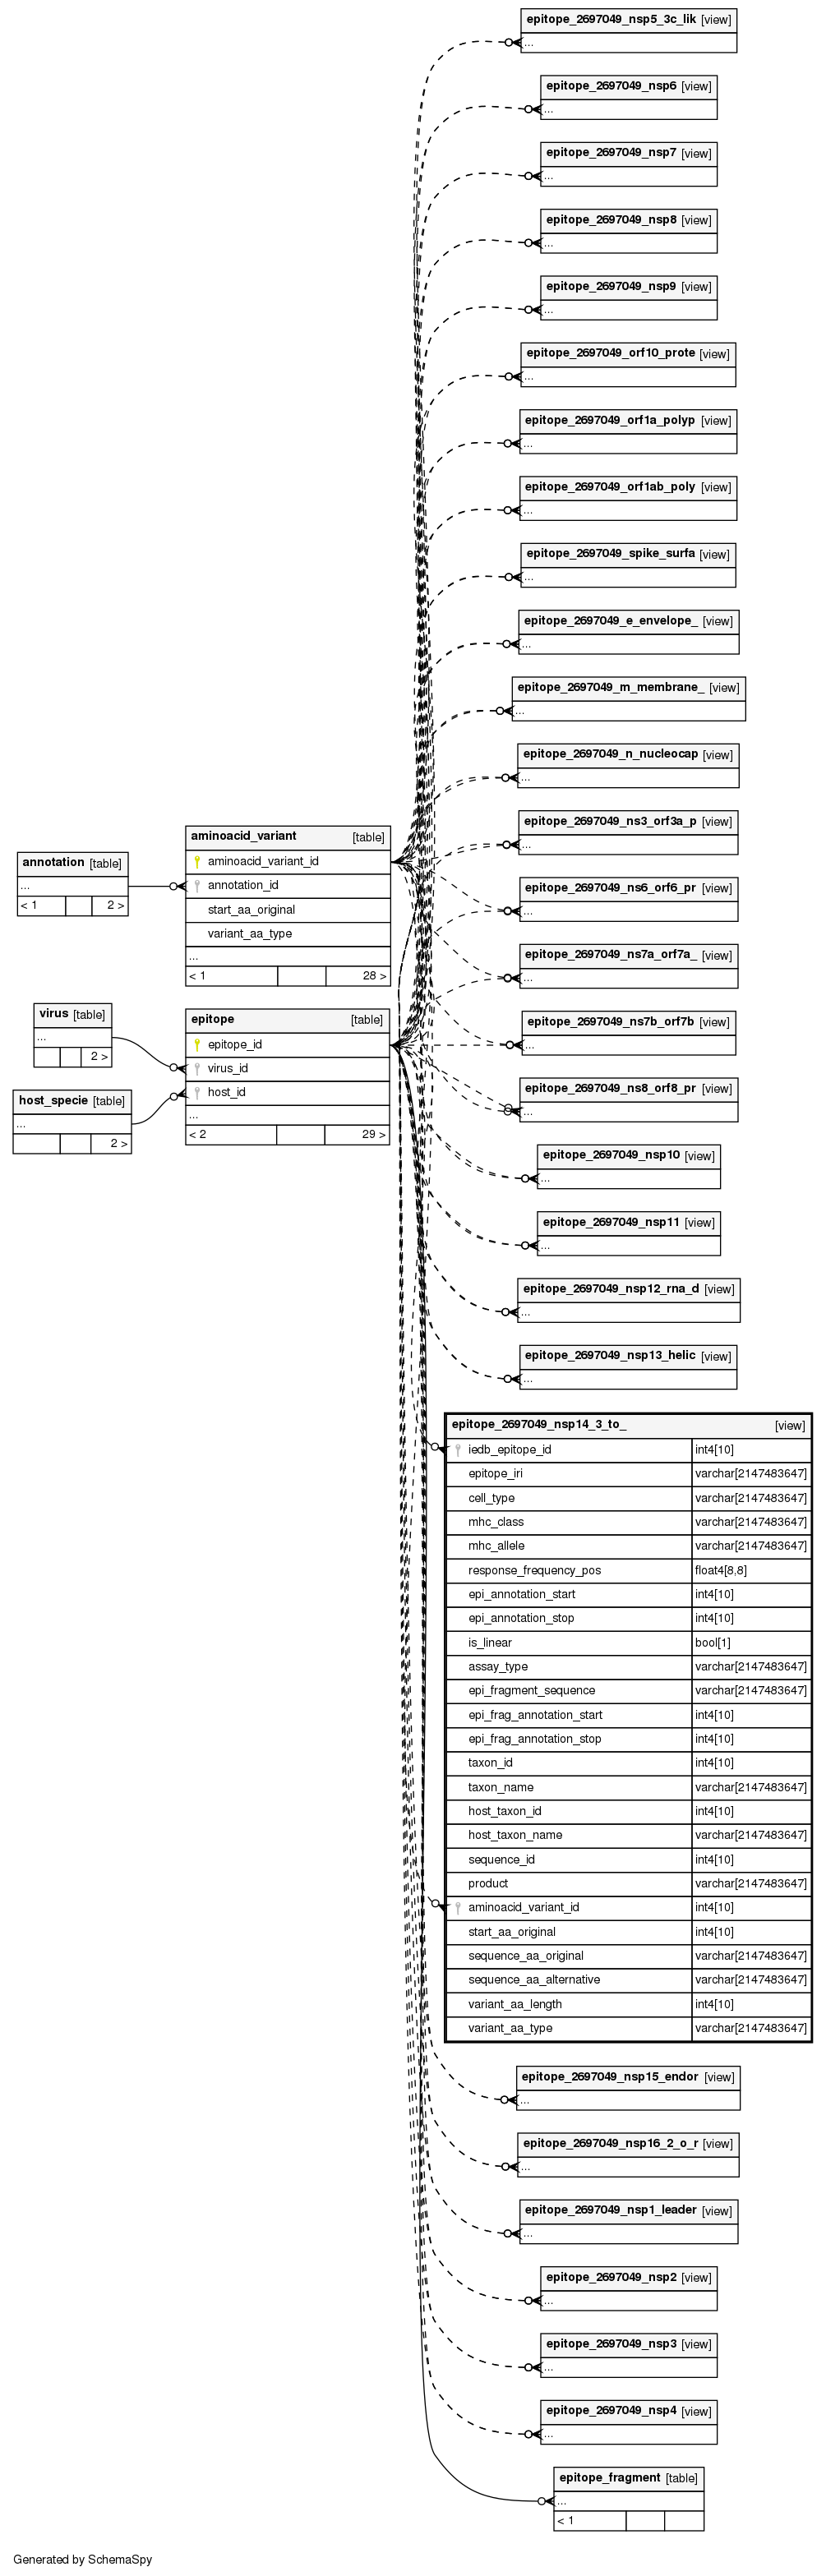 epitope_2697049_nsp5_3c_lik [view]
...
epitope_2697049_nsp6 [view]
...
epitope_2697049_nsp7 [view]
...
epitope_2697049_nsp8 [view]
...
epitope_2697049_nsp9 [view]
...
epitope_2697049_orf10_prote [view]
...
epitope_2697049_orf1a_polyp [view]
...
epitope_2697049_orf1ab_poly [view]
...
epitope_2697049_spike_surfa [view]
...
epitope_2697049_e_envelope_ [view]
...
epitope_2697049_m_membrane_ [view]
...
epitope_2697049_n_nucleocap [view]
...
epitope_2697049_ns3_orf3a_p [view]
...
epitope_2697049_ns6_orf6_pr [view]
...
epitope_2697049_ns7a_orf7a_ [view]
...
epitope_2697049_ns7b_orf7b [view]
...
epitope_2697049_ns8_orf8_pr [view]
...
epitope_2697049_nsp10 [view]
...
epitope_2697049_nsp11 [view]
...
epitope_2697049_nsp12_rna_d [view]
...
epitope_2697049_nsp13_helic [view]
...
annotation [table]
...
< 1 2 >
virus [table]
...
2 >
host_specie [table]
...
2 >
aminoacid_variant [table]
aminoacid_variant_id
annotation_id
start_aa_original
variant_aa_type
...
< 1 28 >
epitope [table]
epitope_id
virus_id
host_id
...
< 2 29 >
epitope_2697049_nsp14_3_to_ [view]
iedb_epitope_id int4[10]
epitope_iri varchar[2147483647]
cell_type varchar[2147483647]
mhc_class varchar[2147483647]
mhc_allele varchar[2147483647]
response_frequency_pos float4[8,8]
epi_annotation_start int4[10]
epi_annotation_stop int4[10]
is_linear bool[1]
assay_type varchar[2147483647]
epi_fragment_sequence varchar[2147483647]
epi_frag_annotation_start int4[10]
epi_frag_annotation_stop int4[10]
taxon_id int4[10]
taxon_name varchar[2147483647]
host_taxon_id int4[10]
host_taxon_name varchar[2147483647]
sequence_id int4[10]
product varchar[2147483647]
aminoacid_variant_id int4[10]
start_aa_original int4[10]
sequence_aa_original varchar[2147483647]
sequence_aa_alternative varchar[2147483647]
variant_aa_length int4[10]
variant_aa_type varchar[2147483647]
epitope_2697049_nsp15_endor [view]
...
epitope_2697049_nsp16_2_o_r [view]
...
epitope_2697049_nsp1_leader [view]
...
epitope_2697049_nsp2 [view]
...
epitope_2697049_nsp3 [view]
...
epitope_2697049_nsp4 [view]
...
epitope_fragment [table]
...
< 1
Generated by SchemaSpy